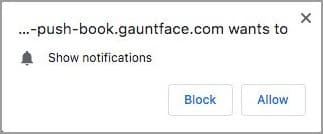 ...-push-book.gauntface.com wants to
Show notifications
Block Allow